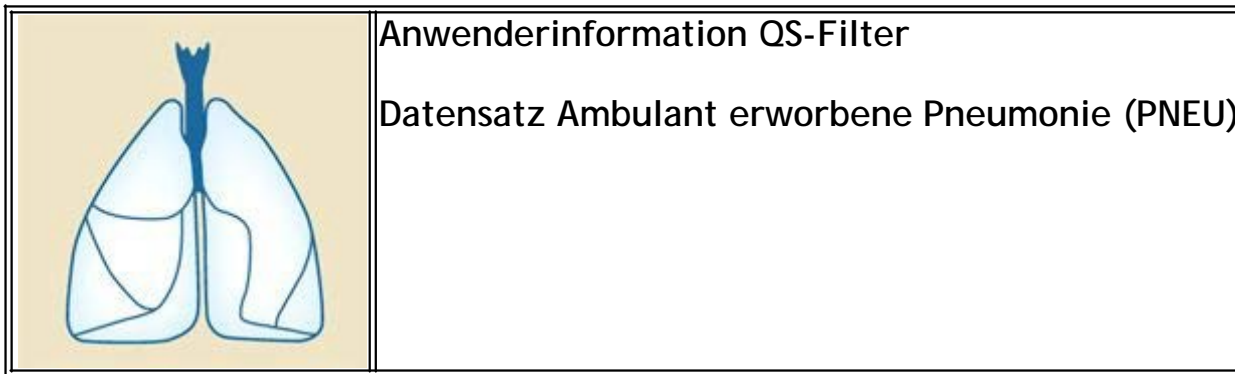 Anwenderinformation QS-Filter
Datensatz Ambulant erworbene Pneumonie (PNEU)